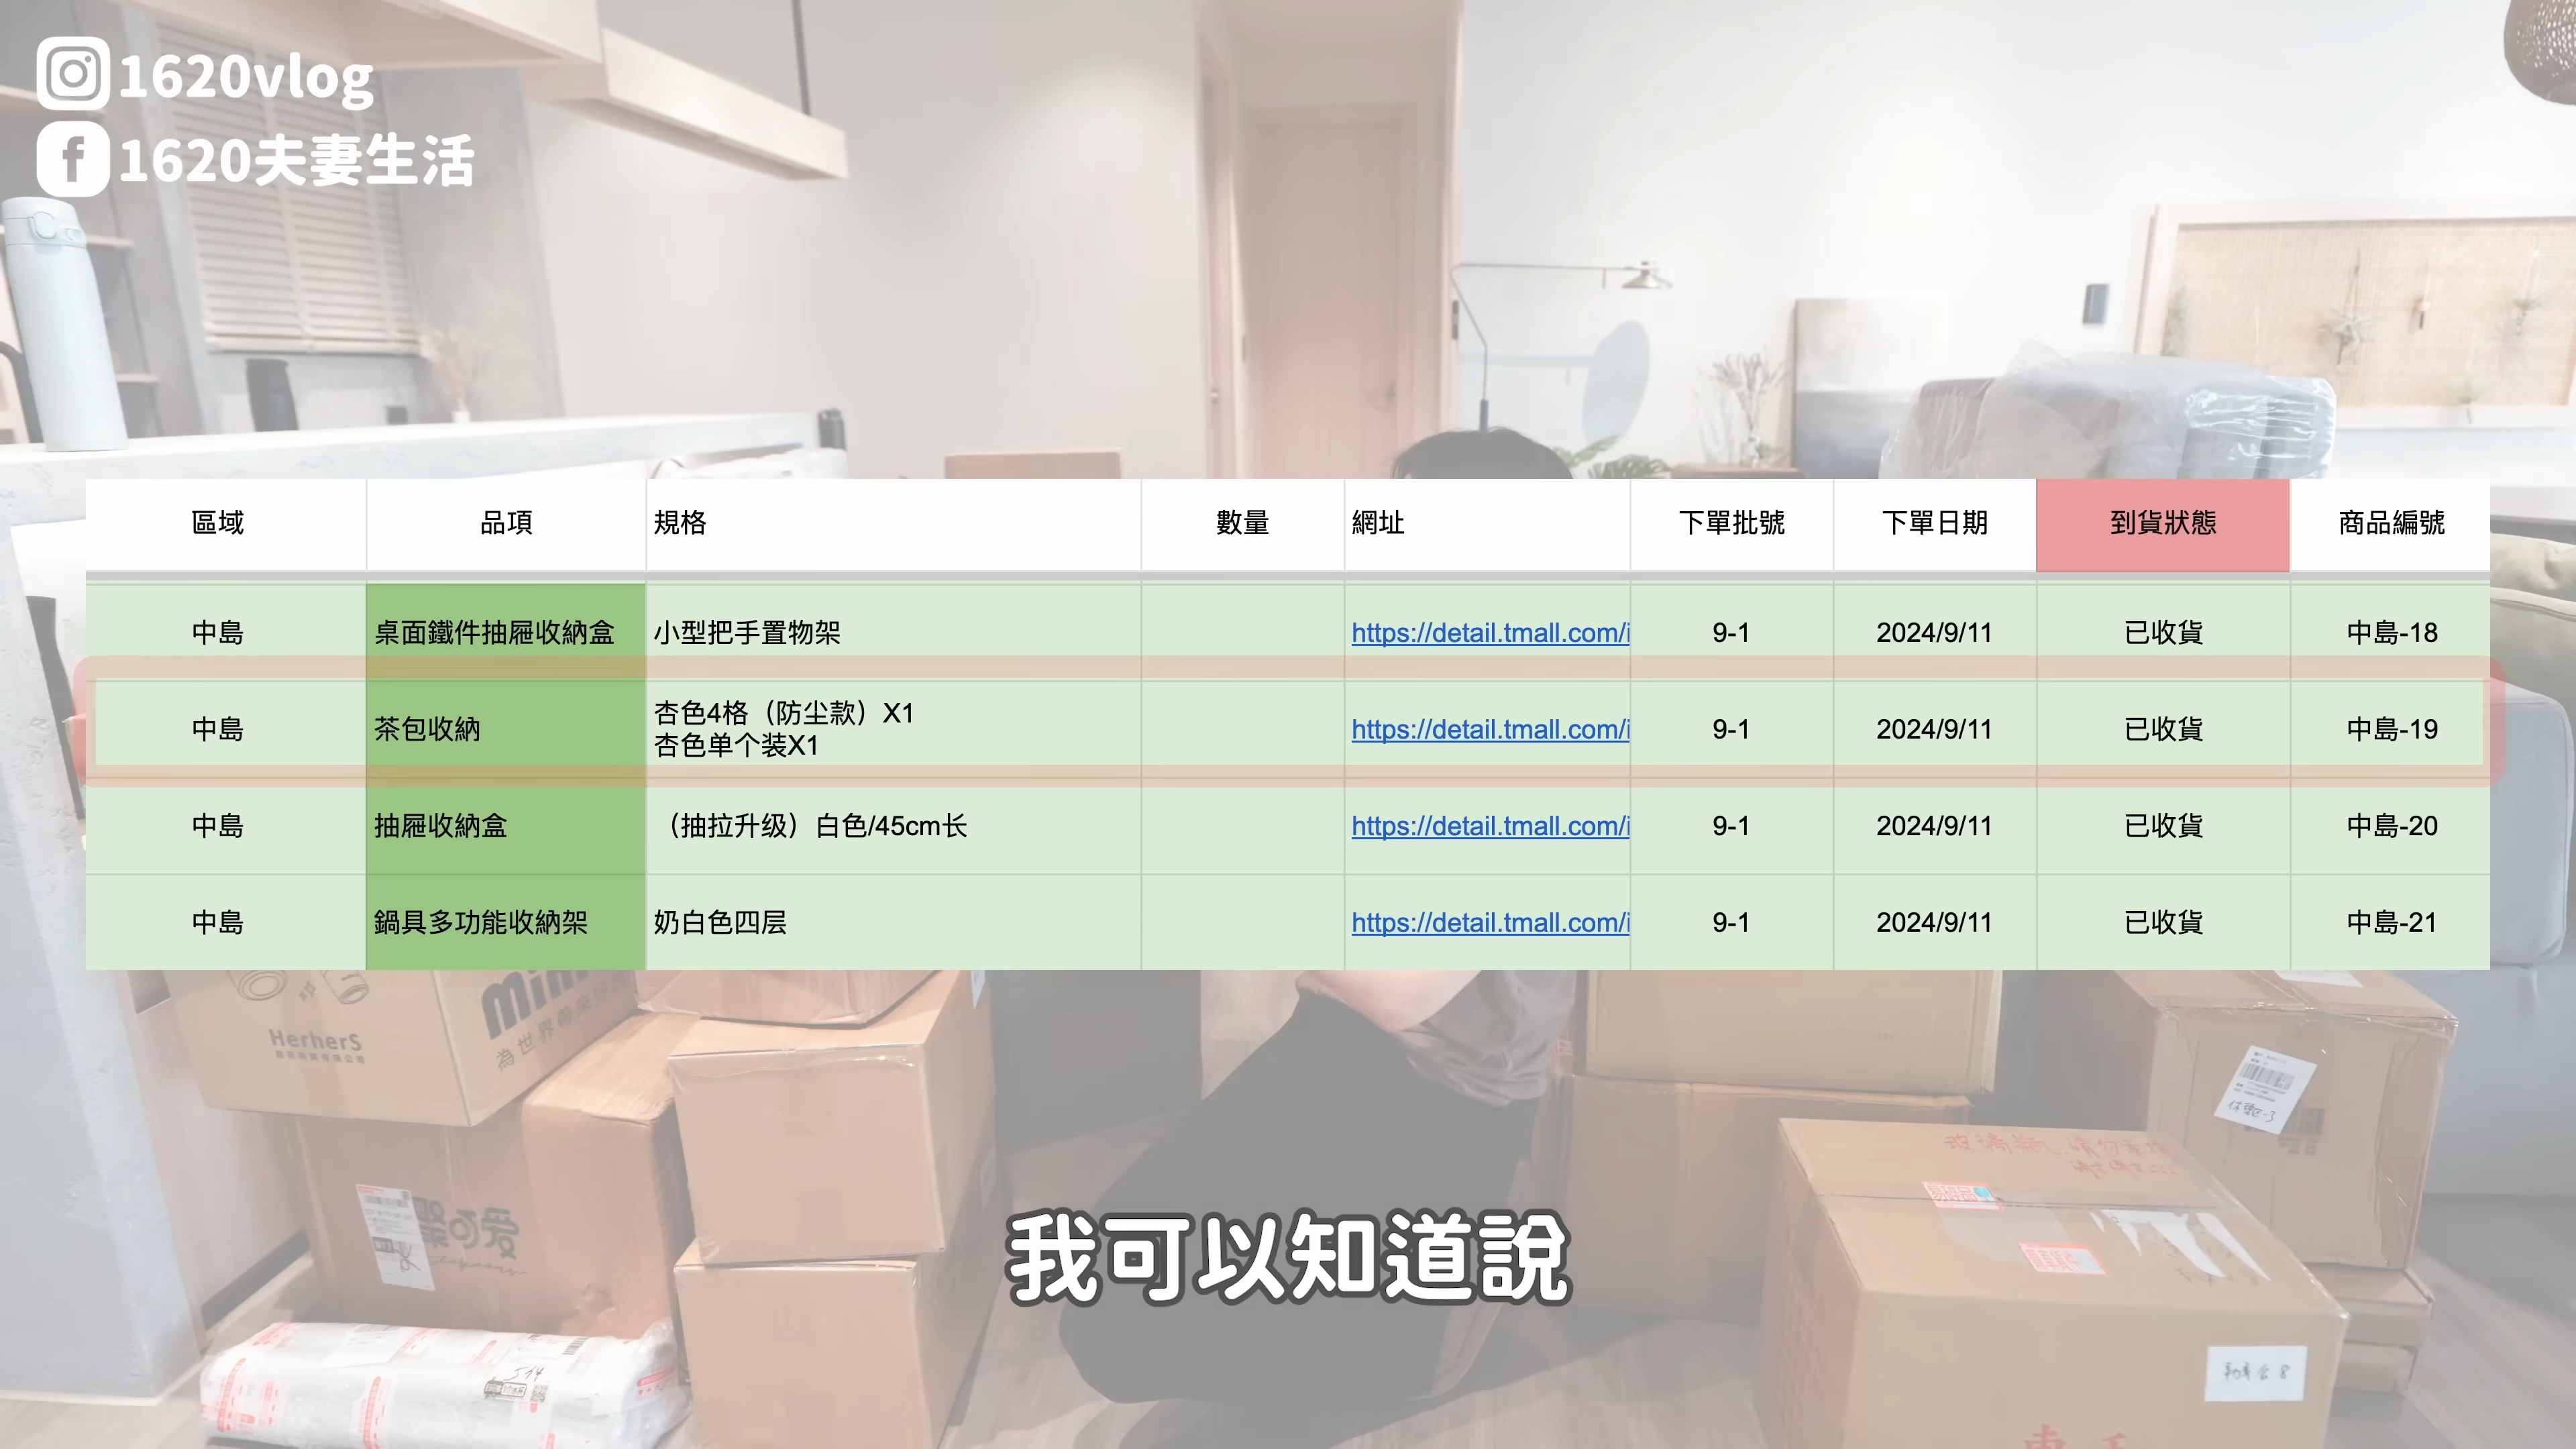 1620vlog
1620夫妻生活
區域 品項 規格 數量 網址 下單批號 下單日期 到貨狀態 商品編號
中島 桌面鐵件抽屜收納盒 小型把手置物架 https://detail.tmall.com/i 9-1 2024/9/11 已收貨 中島-18
中島 茶包收納 杏色4格（防尘款）X1
杏色单个装X1 https://detail.tmall.com/i 9-1 2024/9/11 已收貨 中島-19
中島 抽屜收納盒 （抽拉升级）白色/45cm长 https://detail.tmall.com/i 9-1 2024/9/11 已收貨 中島-20
中島 鍋具多功能收納架 奶白色四层 https://detail.tmall.com/i 9-1 2024/9/11 已收貨 中島-21
HerherS
為世界帶來
聚可爱
我可以知道說